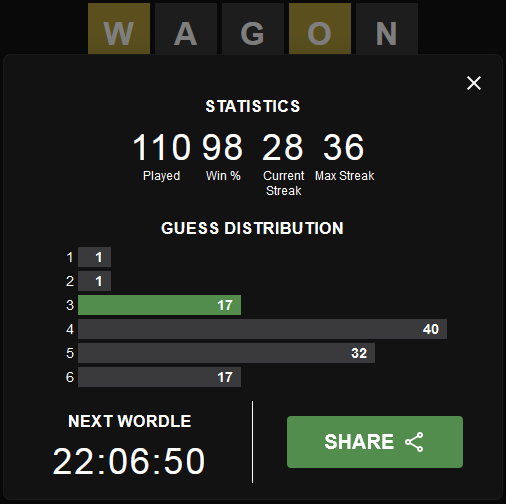 WAGON
STATISTICS
110 98 28 36
Played Win % Current Streak Max Streak
GUESS DISTRIBUTION
1 1
2 1
3 17
4 40
5 32
6 17
NEXT WORDLE
22:06:50
SHARE